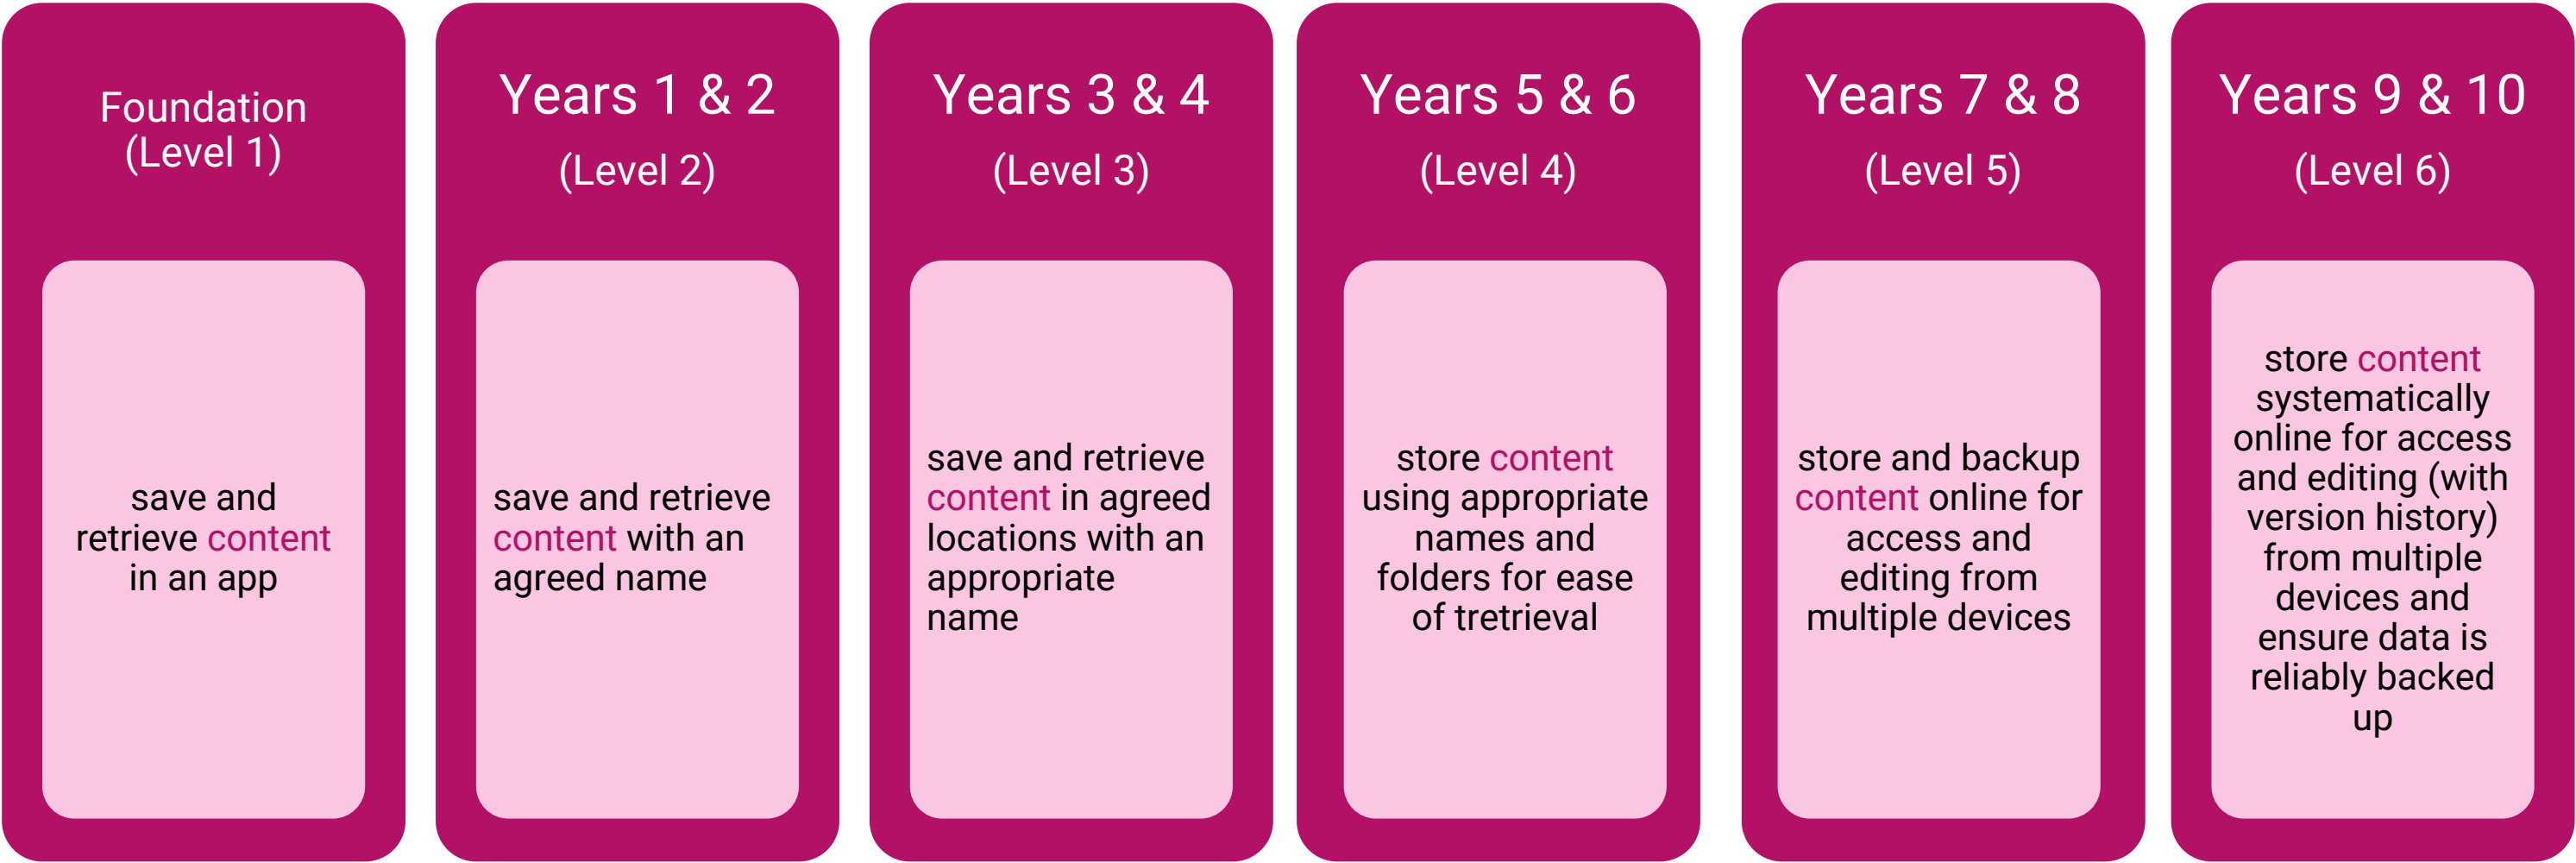 Foundation
(Level 1)
save and
retrieve content
in an app
Years 1 & 2
(Level 2)
save and retrieve
content with an
agreed name
Years 3 & 4
(Level 3)
save and retrieve
content in agreed
locations with an
appropriate
name
Years 5 & 6
(Level 4)
store content
using appropriate
names and
folders for ease
of tretrieval
Years 7 & 8
(Level 5)
store and backup
content online for
access and
editing from
multiple devices
Years 9 & 10
(Level 6)
store content
systematically
online for access
and editing (with
version history)
from multiple
devices and
ensure data is
reliably backed
up